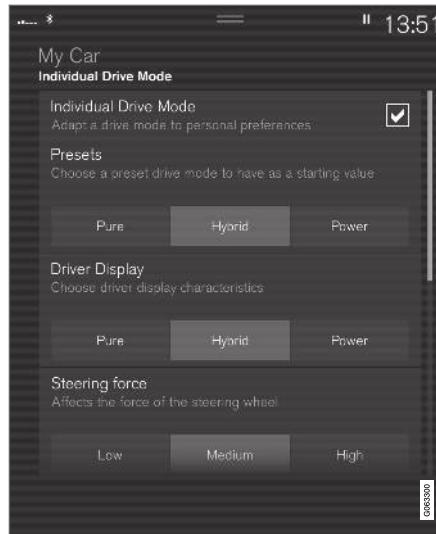 13:51
My Car
Individual Drive Mode
Individual Drive Mode
Adapt a drive mode to personal preferences
Presets
Choose a preset drive mode to have as a starting value
Pure Hybrid Power
Driver Display
Choose driver display characteristics
Pure Hybrid Power
Steering force
Affects the force of the steering wheel
Low Medium High
G063300